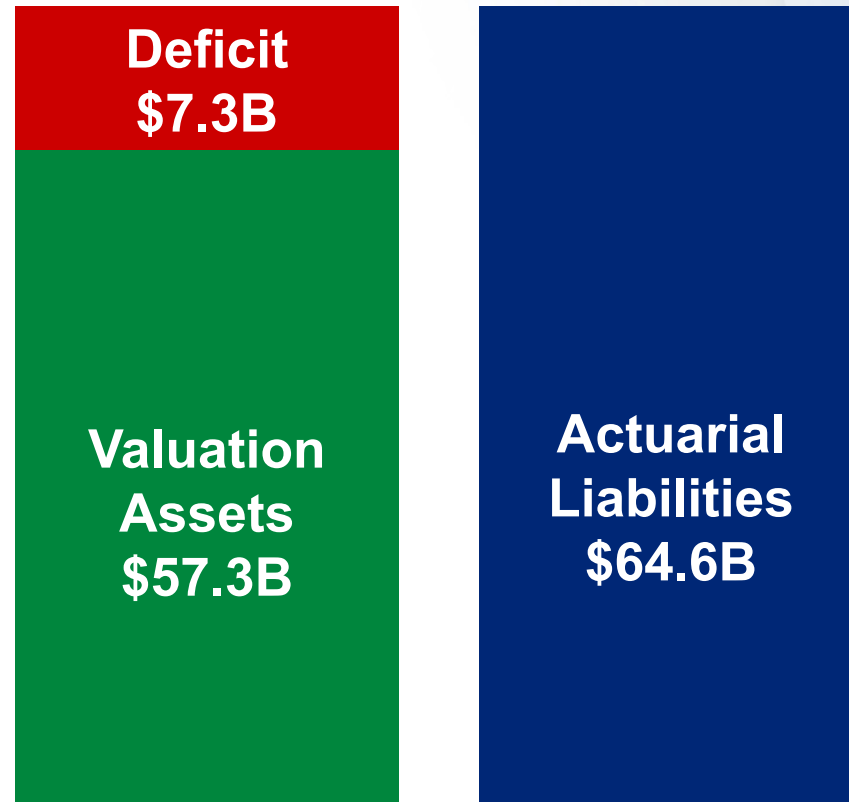 Deficit
$7.3B
Valuation
Assets
$57.3B
Actuarial
Liabilities
$64.6B